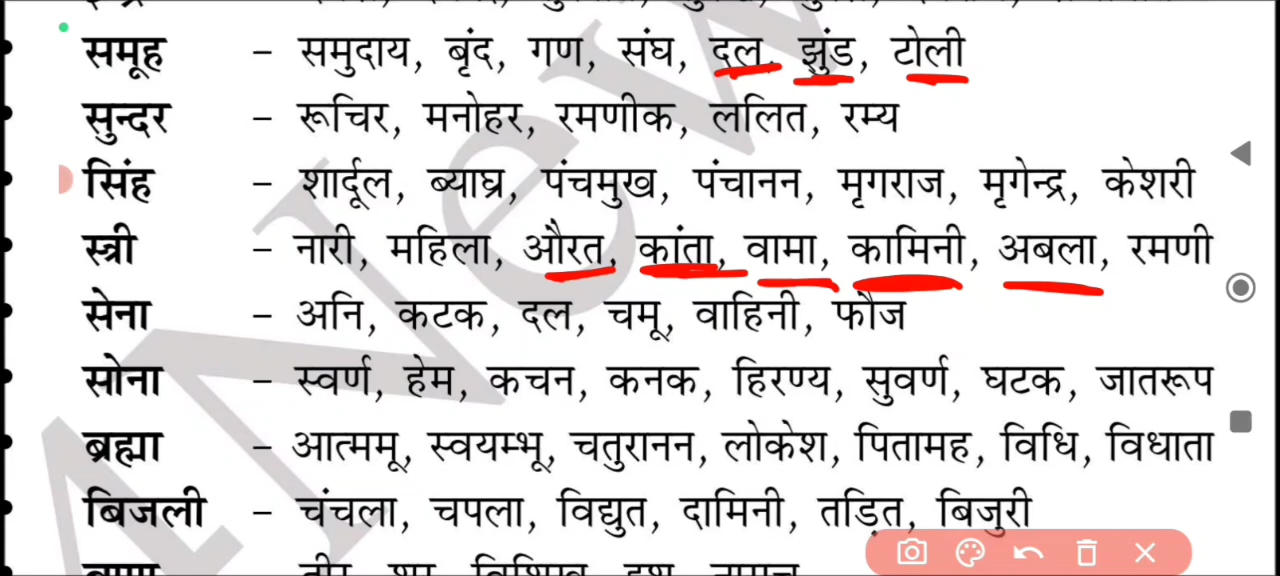 समूह – समुदाय, बृंद, गण, संघ, दल, झुंड, टोली
सुन्दर – रूचिर, मनोहर, रमणीक, ललित, रम्य
सिंह – शार्दूल, ब्याघ्र, पंचमुख, पंचानन, मृगराज, मृगेन्द्र, केशरी
स्त्री – नारी, महिला, औरत, कांता, वामा, कामिनी, अबला, रमणी
सेना – अनि, कटक, दल, चमू, वाहिनी, फौज
सोना – स्वर्ण, हेम, कचन, कनक, हिरण्य, सुवर्ण, घटक, जातरूप
ब्रह्मा – आत्ममू, स्वयम्भू, चतुरानन, लोकेश, पितामह, विधि, विधाता
बिजली – चंचला, चपला, विद्युत, दामिनी, तड़ित, बिजुरी